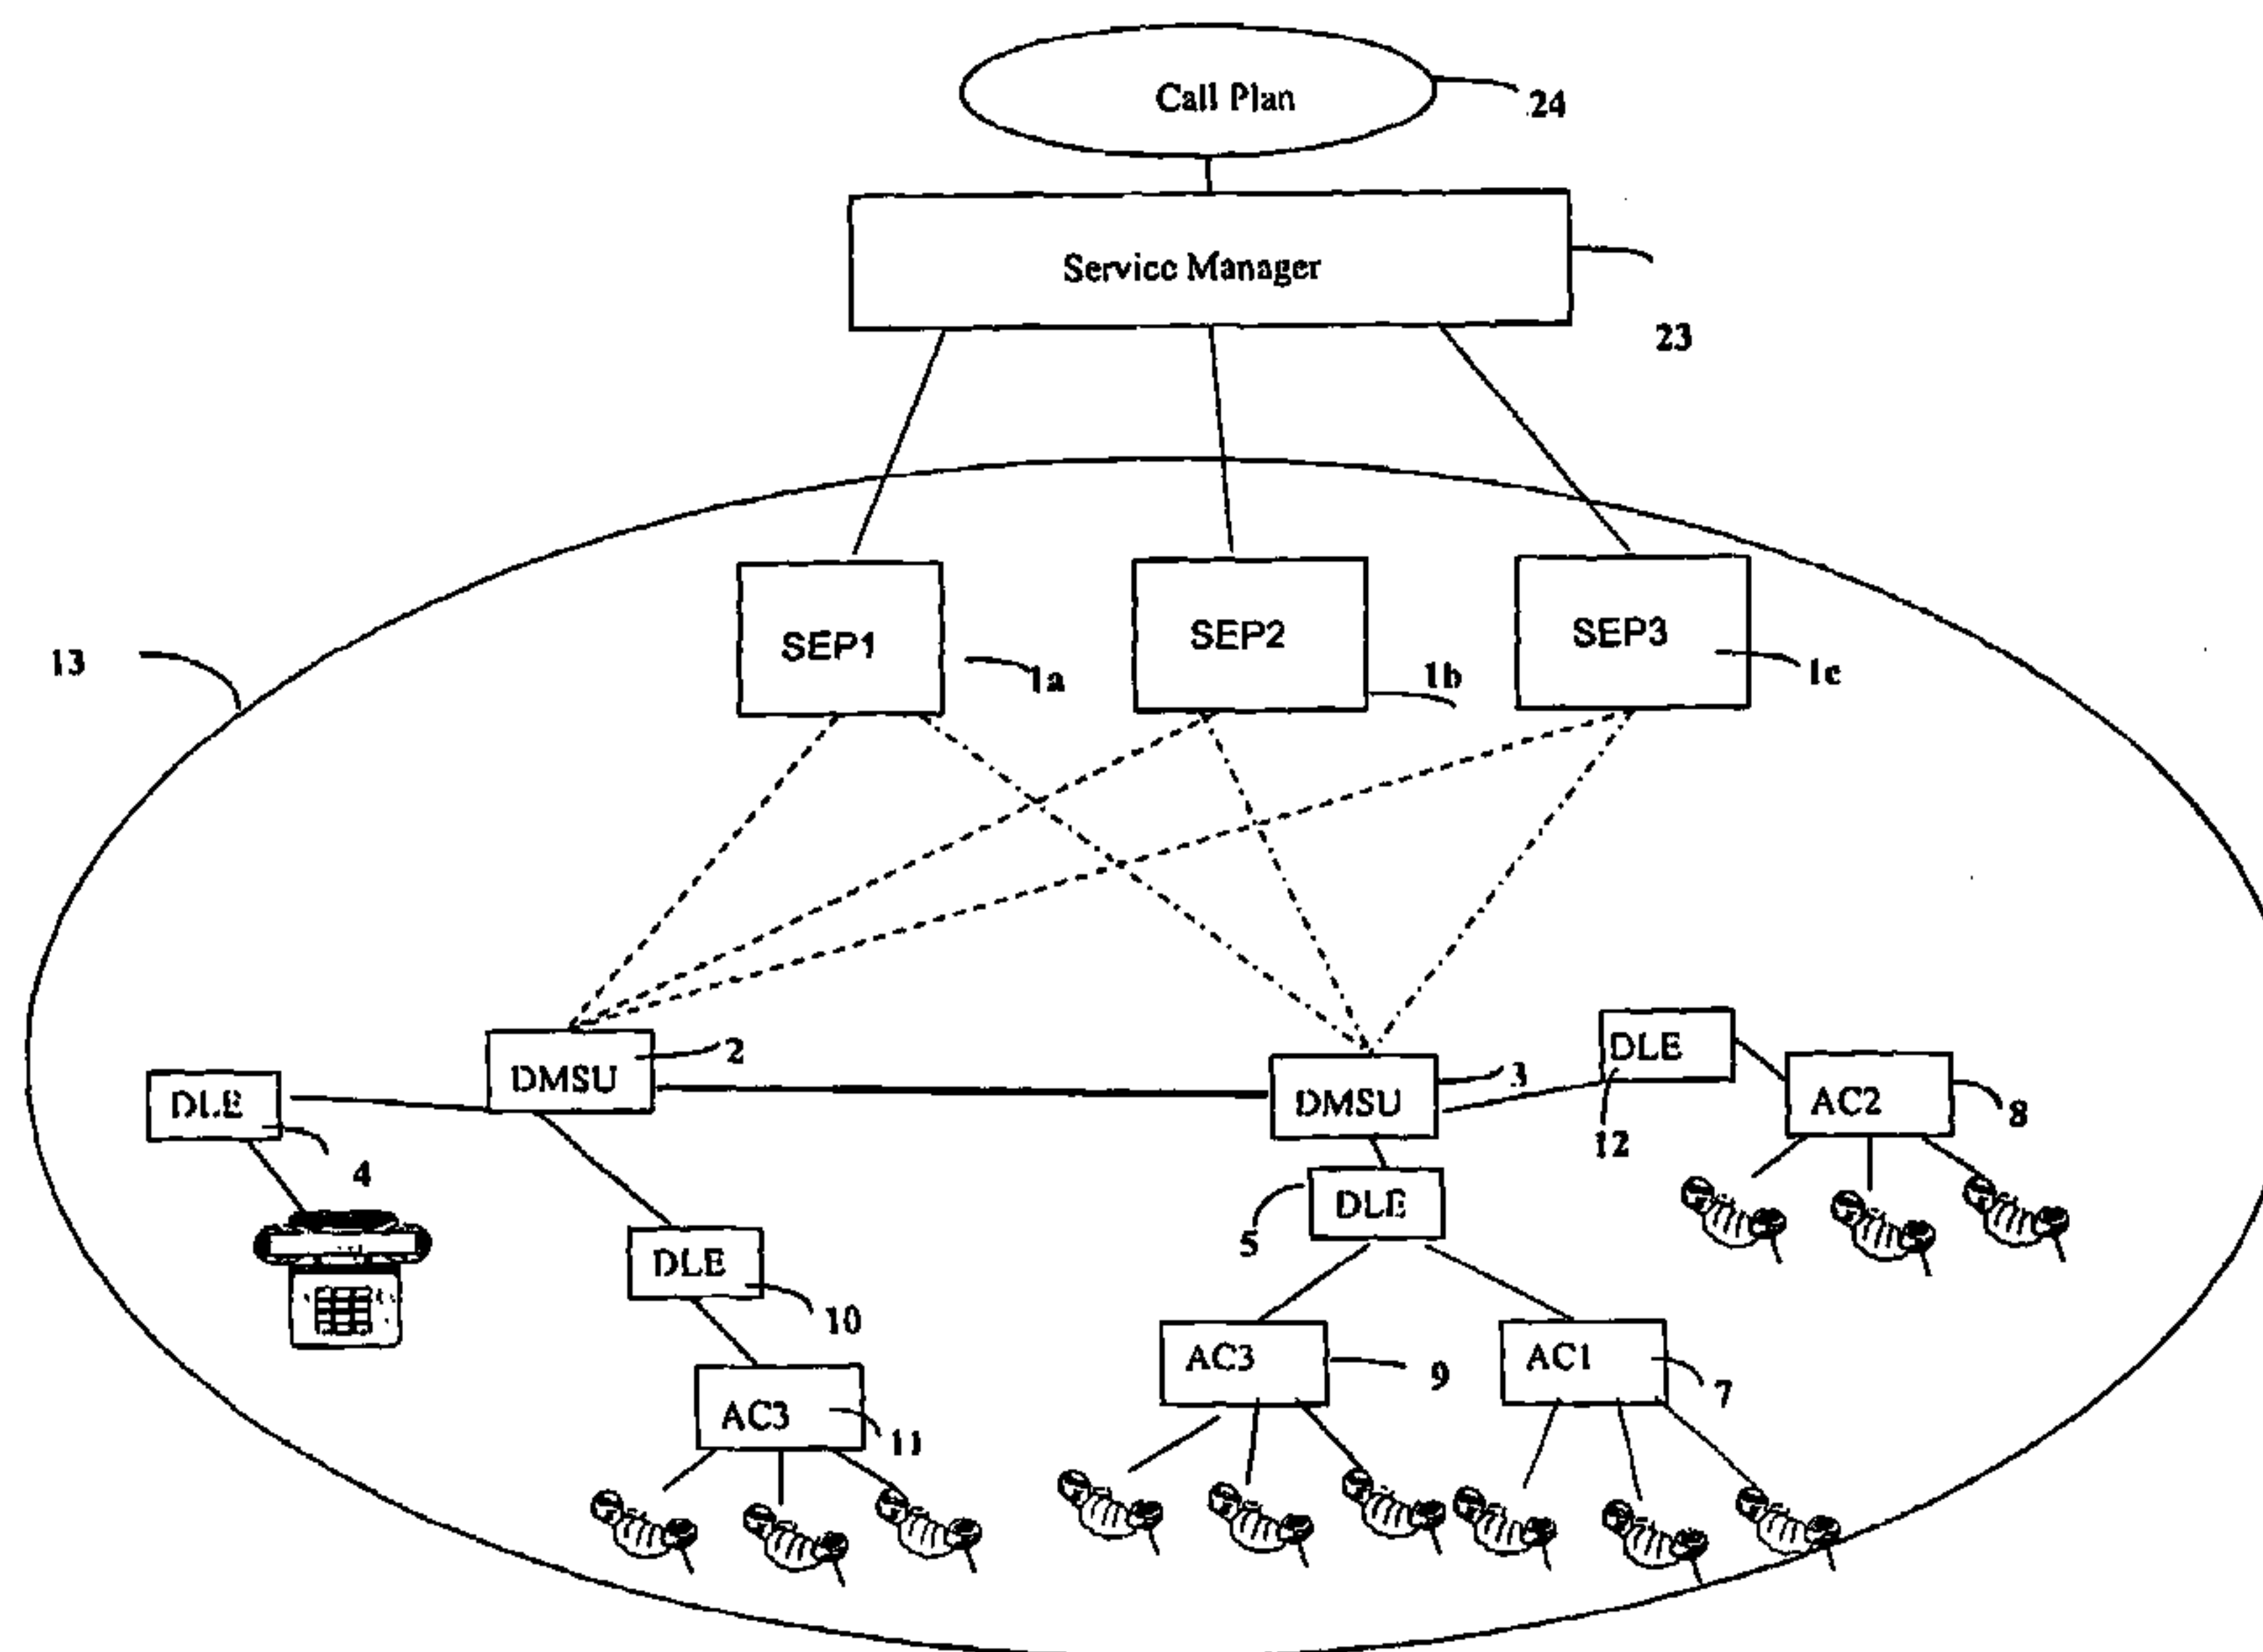 Call Plan
24
Service Manager
23
SEP1
SEP2
SEP3
13
1a
1b
1c
DMSU
2
DMSU
3
DLE
12
AC2
8
DLE
4
DLE
5
DLE
10
AC3
9
AC1
7
AC3
11